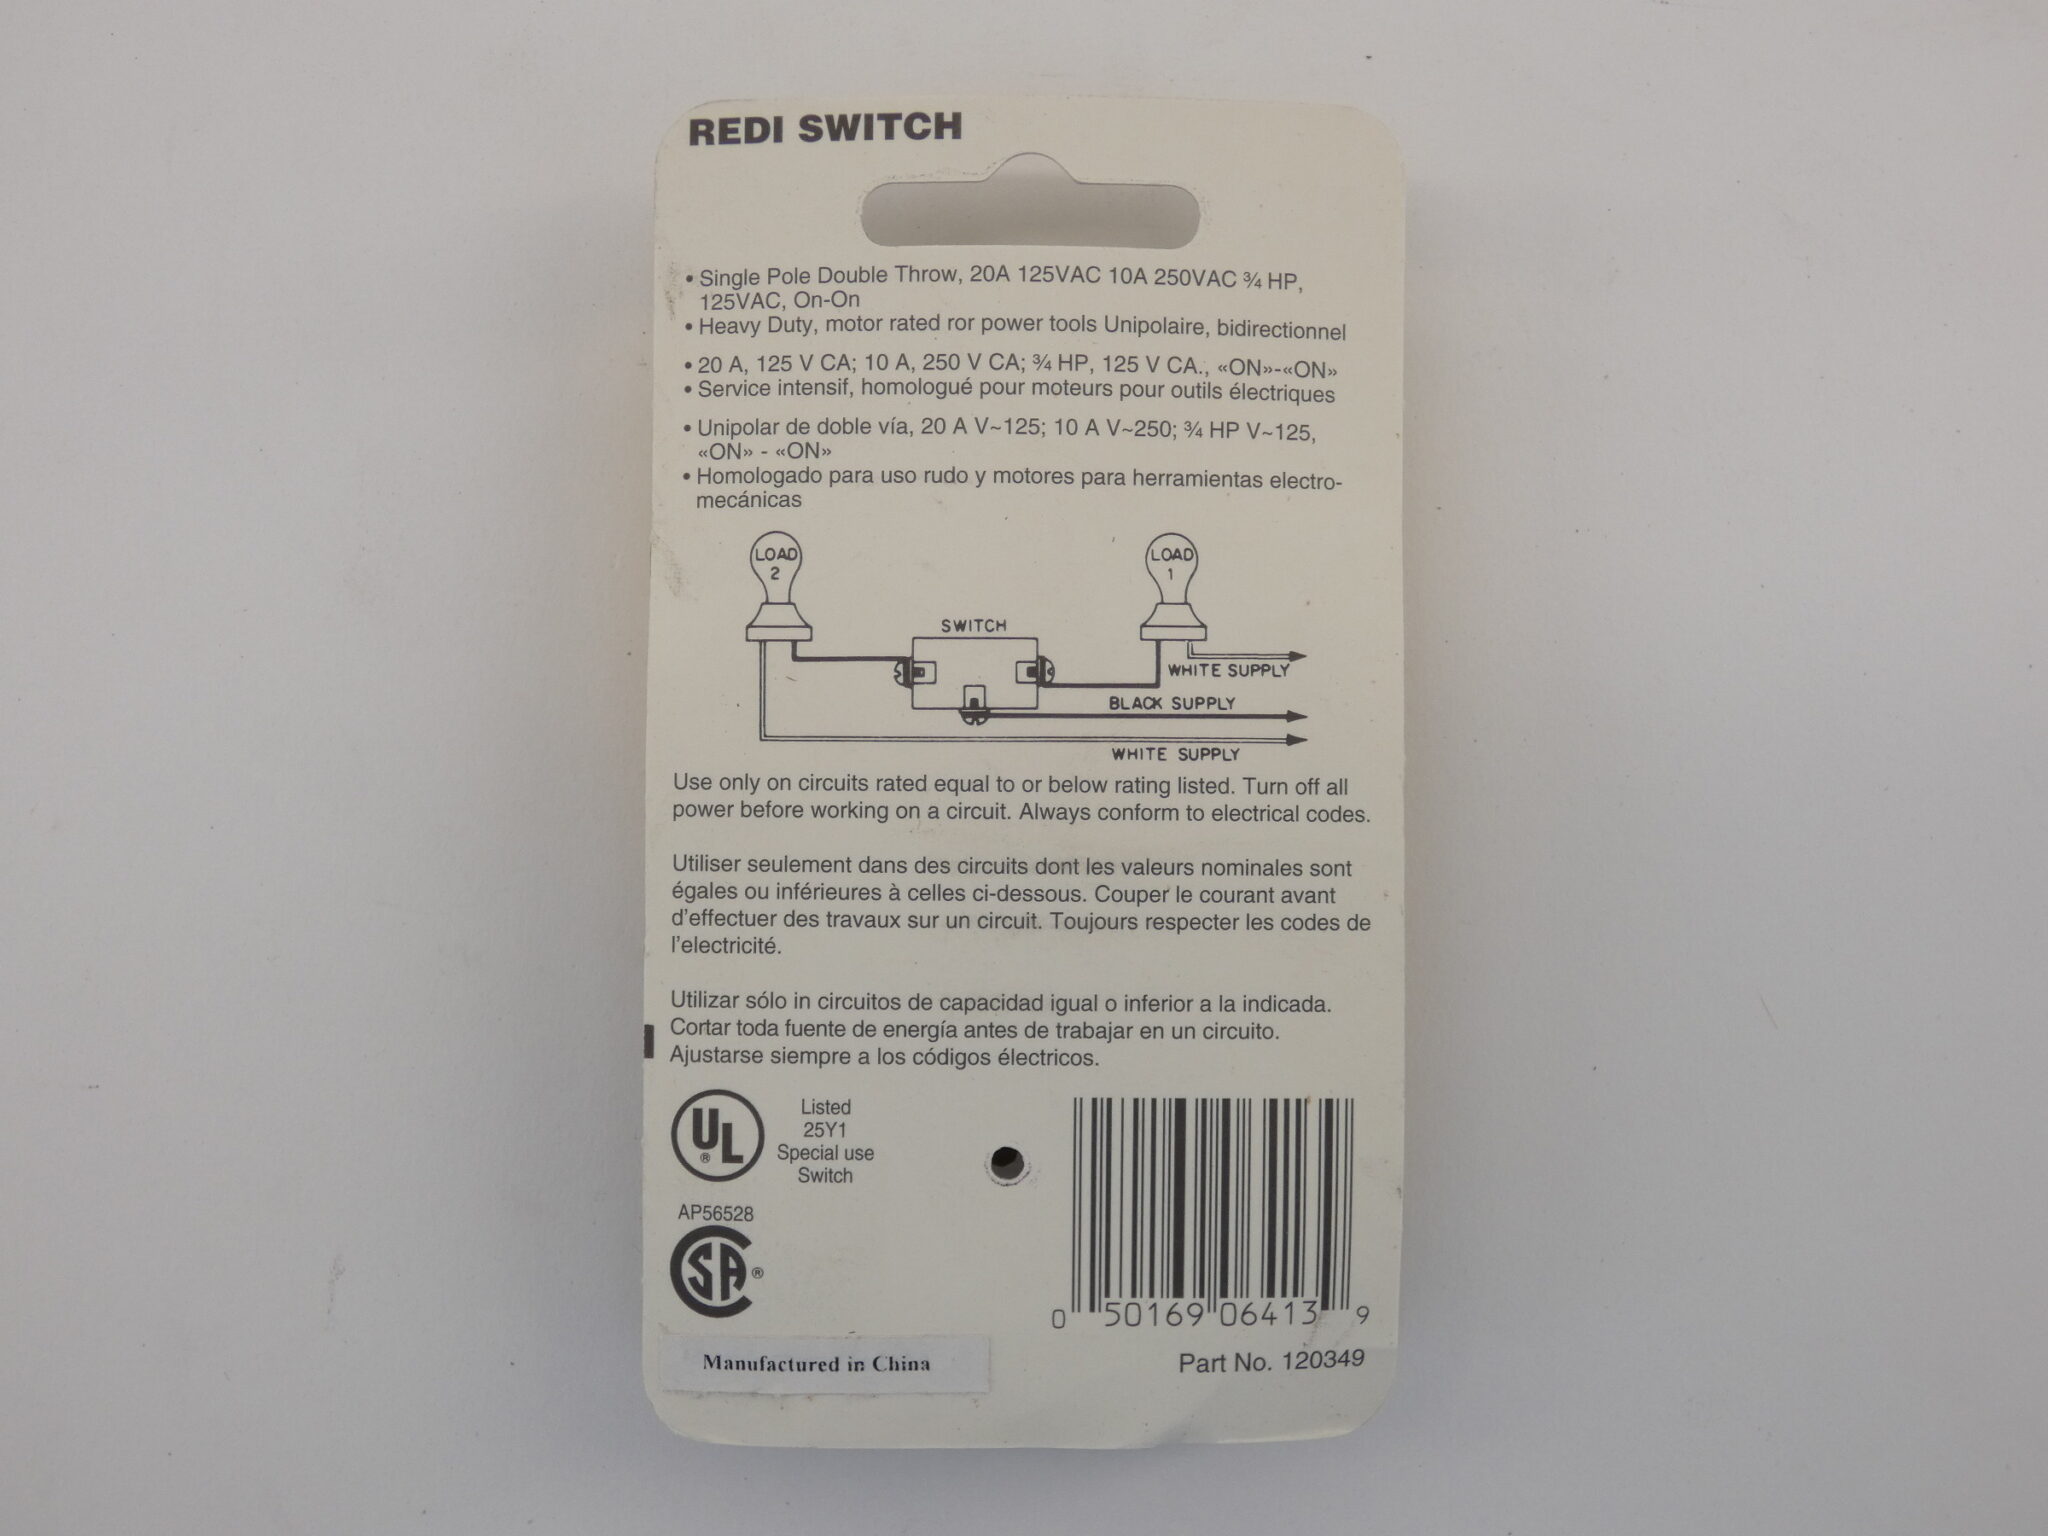 REDI SWITCH
• Single Pole Double Throw, 20A 125VAC 10A 250VAC ¾ HP,
125VAC, On-On
• Heavy Duty, motor rated ror power tools Unipolaire, bidirectionnel
• 20 A, 125 V CA; 10 A, 250 V CA; ¾ HP, 125 V CA., «ON»-«ON»
• Service intensif, homologué pour moteurs pour outils électriques
• Unipolar de doble vía, 20 A V~125; 10 A V~250; ¾ HP V~125,
«ON» - «ON»
• Homologado para uso rudo y motores para herramientas electro-
mecánicas
LOAD
2
LOAD
1
SWITCH
WHITE SUPPLY
BLACK SUPPLY
WHITE SUPPLY
Use only on circuits rated equal to or below rating listed. Turn off all
power before working on a circuit. Always conform to electrical codes.
Utiliser seulement dans des circuits dont les valeurs nominales sont
égales ou inférieures à celles ci-dessous. Couper le courant avant
d'effectuer des travaux sur un circuit. Toujours respecter les codes de
l'electricité.
Utilizar sólo in circuitos de capacidad igual o inferior a la indicada.
Cortar toda fuente de energía antes de trabajar en un circuito.
Ajustarse siempre a los códigos électricos.
UL®
Listed
25Y1
Special use
Switch
AP56528
CSA®
0 50169 06413 9
Manufactured in China
Part No. 120349